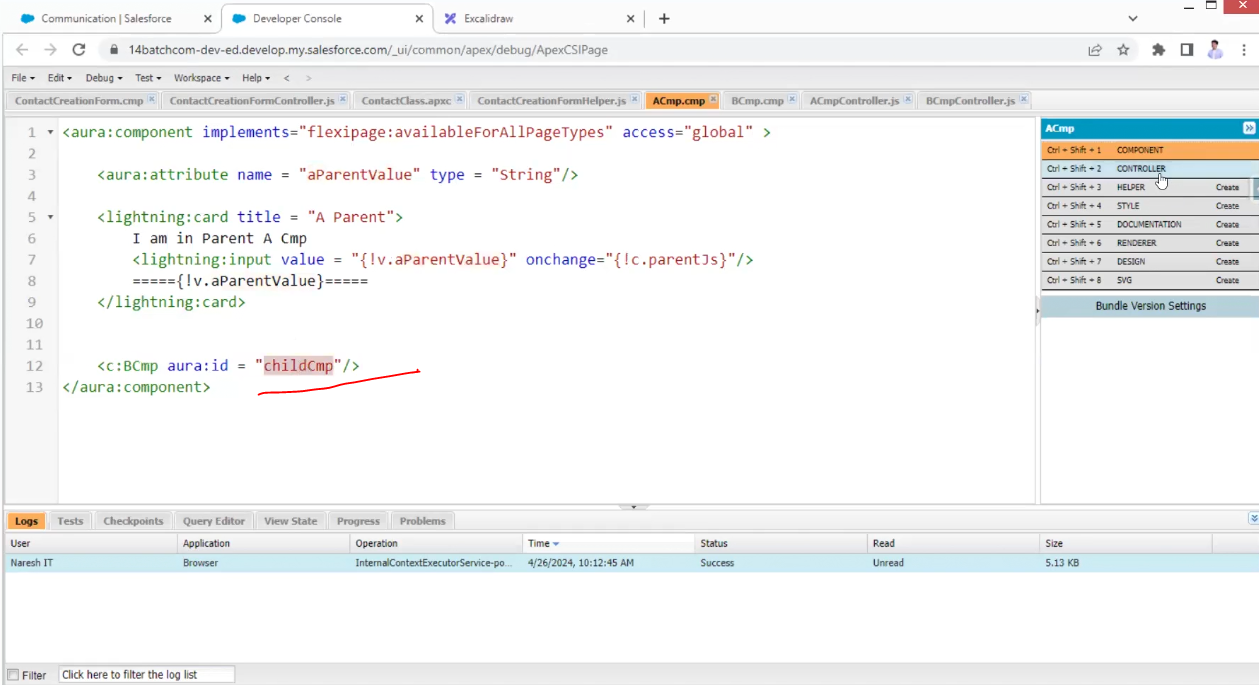 Communication | Salesforce
Developer Console
Excalidraw
14batchcom-dev-ed.develop.my.salesforce.com/_ui/common/apex/debug/ApexCSIPage
File Edit Debug Test Workspace Help < >
ContactCreationForm.cmp ContactCreationFormController.js ContactClass.apxc ContactCreationFormHelper.js ACmp.cmp BCmp.cmp ACmpController.js BCmpController.js
1 <aura:component implements="flexipage:availableForAllPageTypes" access="global" >
2
3 <aura:attribute name = "aParentValue" type = "String"/>
4
5 <lightning:card title = "A Parent">
6 I am in Parent A Cmp
7 <lightning:input value = "{!v.aParentValue}" onchange="{!c.parentJs}"/>
8 ====={!v.aParentValue}=====
9 </lightning:card>
10
11
12 <c:BCmp aura:id = "childCmp"/>
13 </aura:component>
ACmp
Ctrl + Shift + 1 COMPONENT
Ctrl + Shift + 2 CONTROLLER
Ctrl + Shift + 3 HELPER Create
Ctrl + Shift + 4 STYLE Create
Ctrl + Shift + 5 DOCUMENTATION Create
Ctrl + Shift + 6 RENDERER Create
Ctrl + Shift + 7 DESIGN Create
Ctrl + Shift + 8 SVG Create
Bundle Version Settings
Logs Tests Checkpoints Query Editor View State Progress Problems
User Application Operation Time Status Read Size
Naresh IT Browser InternalContextExecutorService-po... 4/26/2024, 10:12:45 AM Success Unread 5.13 KB
Filter Click here to filter the log list